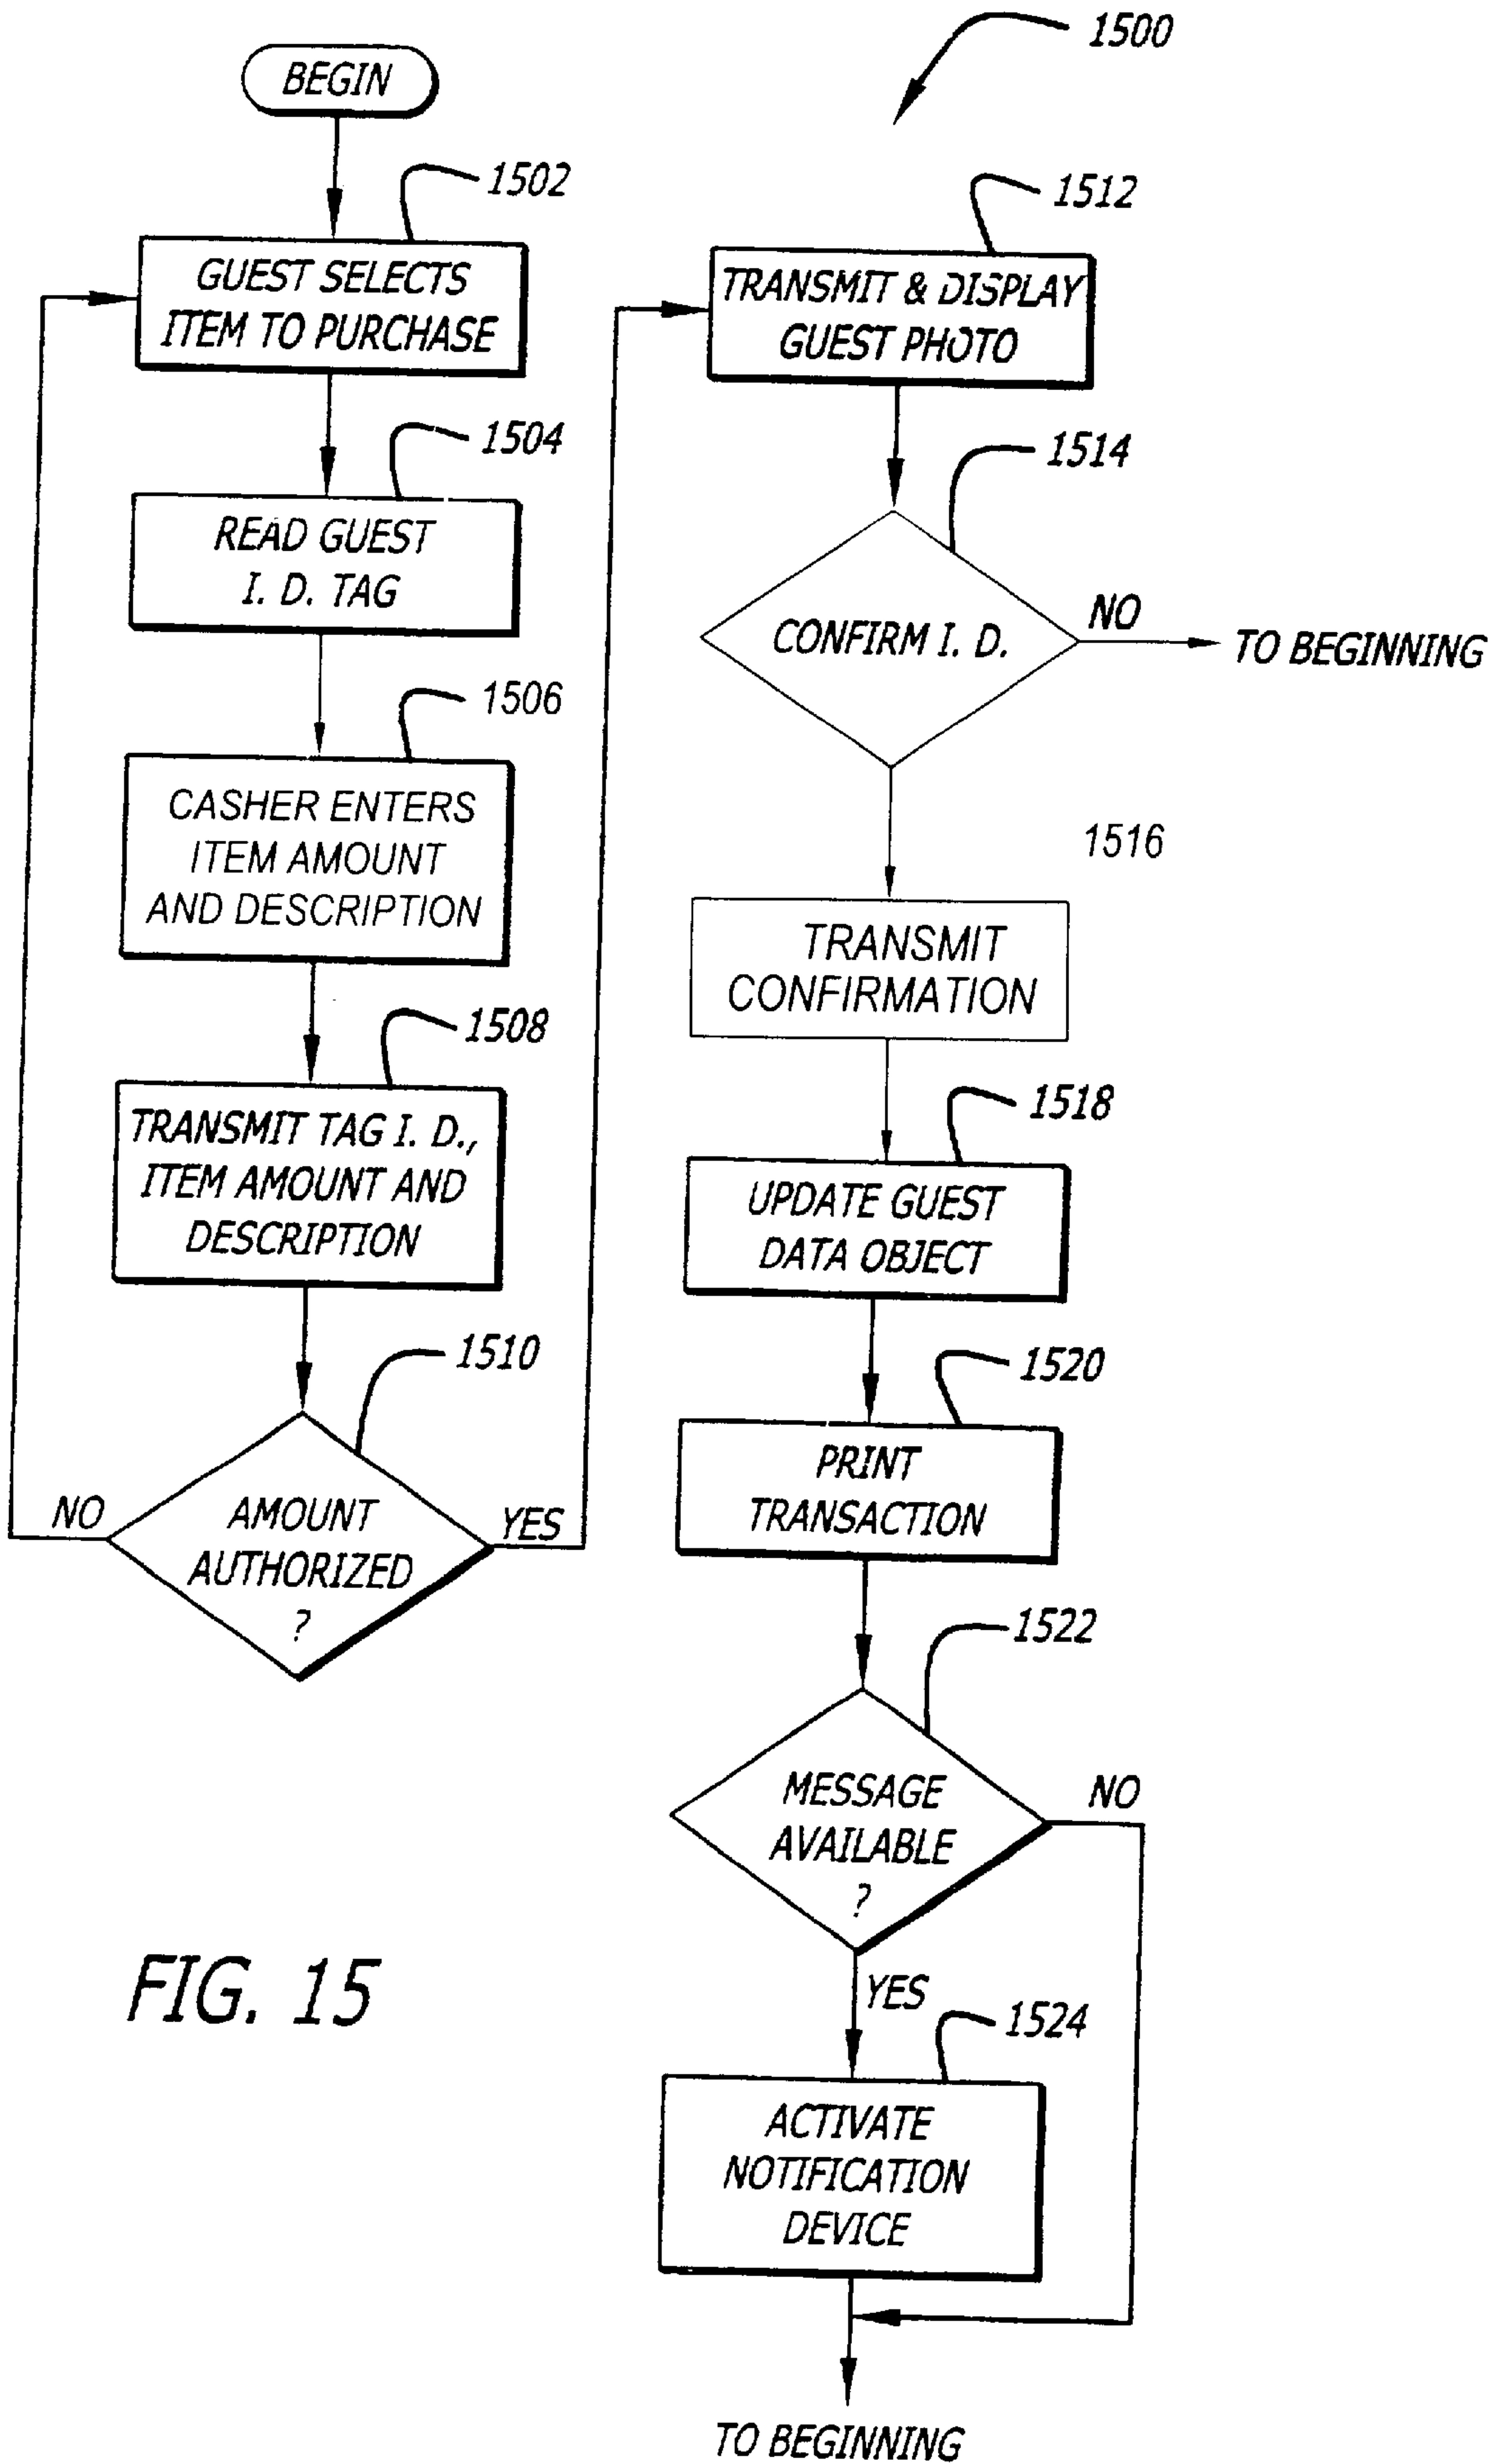 BEGIN
1502
GUEST SELECTS
ITEM TO PURCHASE
1504
READ GUEST
I. D. TAG
1506
CASHER ENTERS
ITEM AMOUNT
AND DESCRIPTION
1508
TRANSMIT TAG I. D.,
ITEM AMOUNT AND
DESCRIPTION
1510
AMOUNT
AUTHORIZED
?
NO
YES
1500
1512
TRANSMIT & DISPLAY
GUEST PHOTO
1514
CONFIRM I. D.
NO
TO BEGINNING
1516
TRANSMIT
CONFIRMATION
1518
UPDATE GUEST
DATA OBJECT
1520
PRINT
TRANSACTION
1522
MESSAGE
AVAILABLE
?
NO
YES
1524
ACTIVATE
NOTIFICATION
DEVICE
TO BEGINNING
FIG. 15